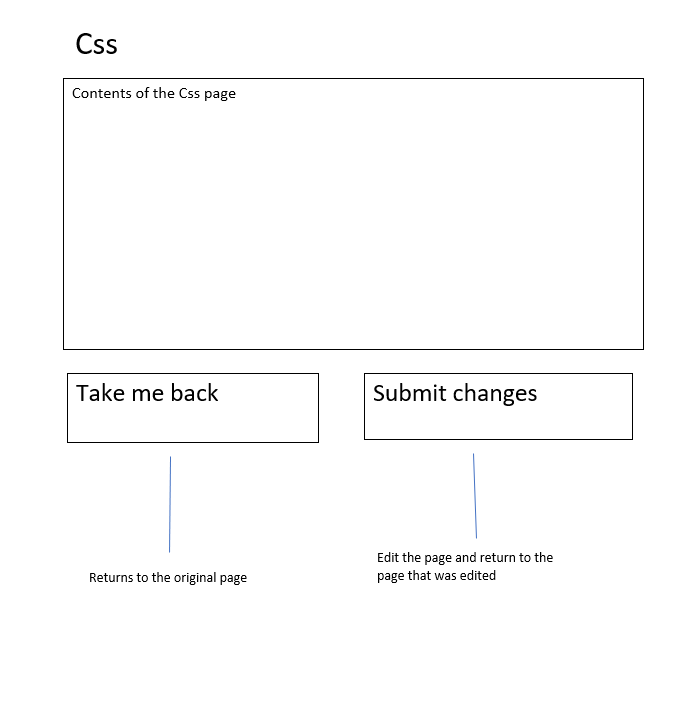 Css
Contents of the Css page
Take me back
Submit changes
Returns to the original page
Edit the page and return to the
page that was edited